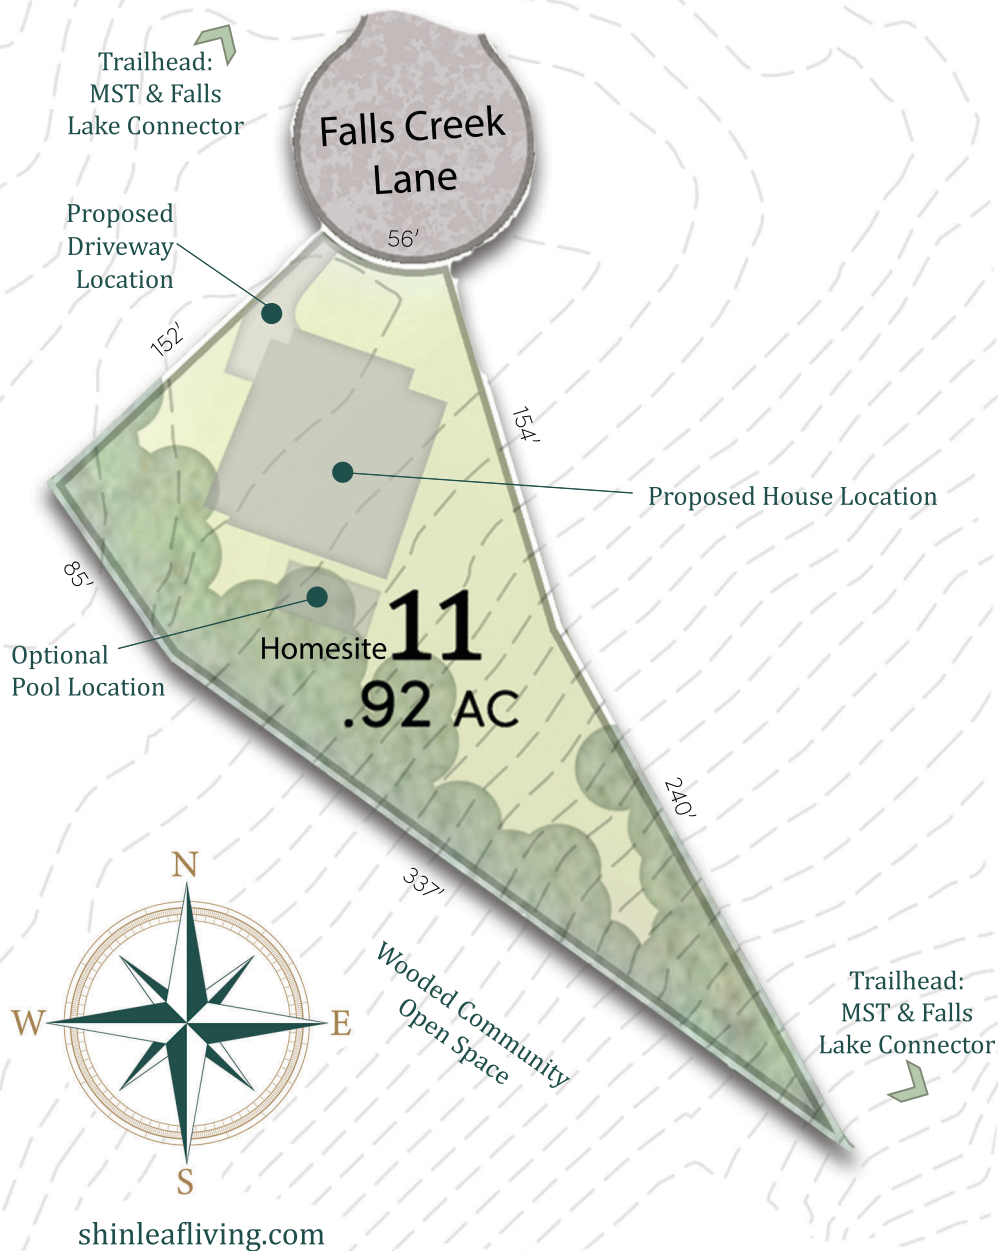 Trailhead:
MST & Falls
Lake Connector
Falls Creek
Lane
56’
Proposed
Driveway
Location
152’
154’
Proposed House Location
85’
Optional
Pool Location
Homesite 11
.92 AC
240’
337’
Wooded Community
Open Space
N
W
E
S
Trailhead:
MST & Falls
Lake Connector
shinleafliving.com